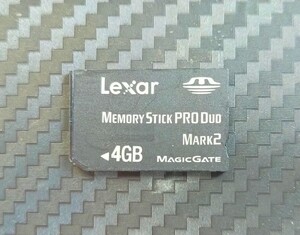 Lexar
MEMORY STICK PRO DUO
MARK2
◄4GB
MAGICGATE